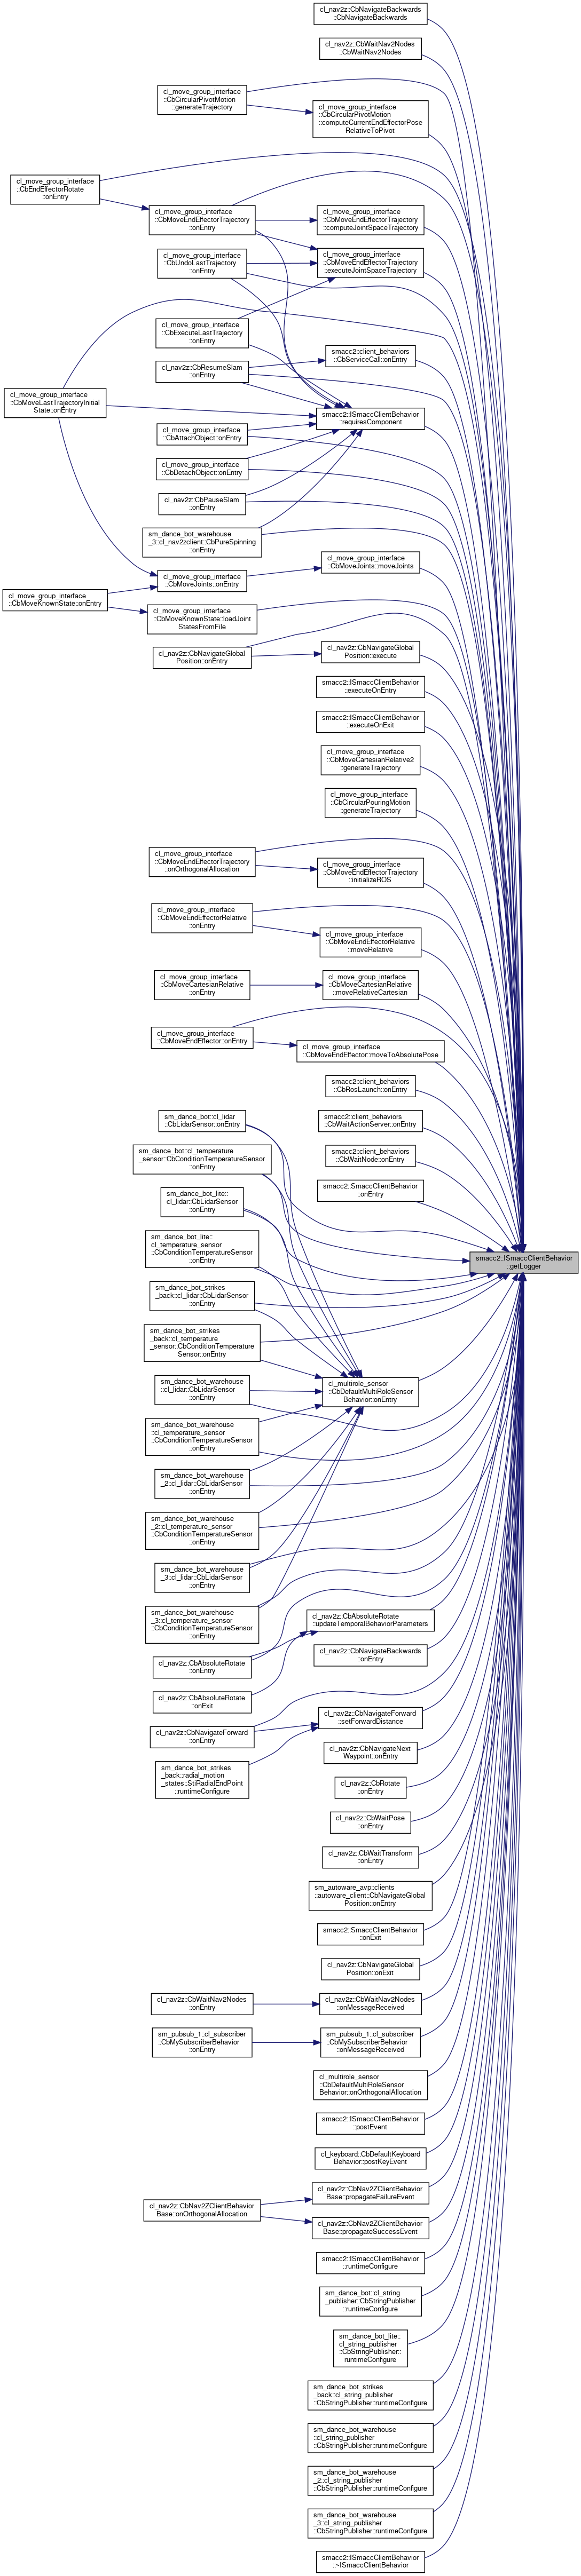 cl_nav2z::CbNavigateBackwards
::CbNavigateBackwards
cl_nav2z::CbWaitNav2Nodes
::CbWaitNav2Nodes
cl_move_group_interface
::CbCircularPivotMotion
::generateTrajectory
cl_move_group_interface
::CbCircularPivotMotion
::computeCurrentEndEffectorPose
RelativeToPivot
cl_move_group_interface
::CbEndEffectorRotate
::onEntry
cl_move_group_interface
::CbMoveEndEffectorTrajectory
::onEntry
cl_move_group_interface
::CbMoveEndEffectorTrajectory
::computeJointSpaceTrajectory
cl_move_group_interface
::CbUndoLastTrajectory
::onEntry
cl_move_group_interface
::CbMoveEndEffectorTrajectory
::executeJointSpaceTrajectory
cl_move_group_interface
::CbExecuteLastTrajectory
::onEntry
smacc2::client_behaviors
::CbServiceCall::onEntry
cl_nav2z::CbResumeSlam
::onEntry
cl_move_group_interface
::CbMoveLastTrajectoryInitial
State::onEntry
smacc2::ISmaccClientBehavior
::requiresComponent
cl_move_group_interface
::CbAttachObject::onEntry
cl_move_group_interface
::CbDetachObject::onEntry
cl_nav2z::CbPauseSlam
::onEntry
sm_dance_bot_warehouse
_3::cl_nav2zclient::CbPureSpinning
::onEntry
cl_move_group_interface
::CbMoveJoints::moveJoints
cl_move_group_interface
::CbMoveJoints::onEntry
cl_move_group_interface
::CbMoveKnownState::onEntry
cl_move_group_interface
::CbMoveKnownState::loadJoint
StatesFromFile
cl_nav2z::CbNavigateGlobal
Position::onEntry
cl_nav2z::CbNavigateGlobal
Position::execute
smacc2::ISmaccClientBehavior
::executeOnEntry
smacc2::ISmaccClientBehavior
::executeOnExit
cl_move_group_interface
::CbMoveCartesianRelative2
::generateTrajectory
cl_move_group_interface
::CbCircularPouringMotion
::generateTrajectory
cl_move_group_interface
::CbMoveEndEffectorTrajectory
::onOrthogonalAllocation
cl_move_group_interface
::CbMoveEndEffectorTrajectory
::initializeROS
cl_move_group_interface
::CbMoveEndEffectorRelative
::onEntry
cl_move_group_interface
::CbMoveEndEffectorRelative
::moveRelative
cl_move_group_interface
::CbMoveCartesianRelative
::onEntry
cl_move_group_interface
::CbMoveCartesianRelative
::moveRelativeCartesian
cl_move_group_interface
::CbMoveEndEffector::onEntry
cl_move_group_interface
::CbMoveEndEffector::moveToAbsolutePose
smacc2::client_behaviors
::CbRosLaunch::onEntry
sm_dance_bot::cl_lidar
::CbLidarSensor::onEntry
smacc2::client_behaviors
::CbWaitActionServer::onEntry
sm_dance_bot::cl_temperature
_sensor::CbConditionTemperatureSensor
::onEntry
smacc2::client_behaviors
::CbWaitNode::onEntry
sm_dance_bot_lite::
cl_lidar::CbLidarSensor
::onEntry
smacc2::SmaccClientBehavior
::onEntry
sm_dance_bot_lite::
cl_temperature_sensor
::CbConditionTemperatureSensor
::onEntry
smacc2::ISmaccClientBehavior
::getLogger
sm_dance_bot_strikes
_back::cl_lidar::CbLidarSensor
::onEntry
sm_dance_bot_strikes
_back::cl_temperature
_sensor::CbConditionTemperature
Sensor::onEntry
cl_multirole_sensor
::CbDefaultMultiRoleSensor
Behavior::onEntry
sm_dance_bot_warehouse
::cl_lidar::CbLidarSensor
::onEntry
sm_dance_bot_warehouse
::cl_temperature_sensor
::CbConditionTemperatureSensor
::onEntry
sm_dance_bot_warehouse
_2::cl_lidar::CbLidarSensor
::onEntry
sm_dance_bot_warehouse
_2::cl_temperature_sensor
::CbConditionTemperatureSensor
::onEntry
sm_dance_bot_warehouse
_3::cl_lidar::CbLidarSensor
::onEntry
sm_dance_bot_warehouse
_3::cl_temperature_sensor
::CbConditionTemperatureSensor
::onEntry
cl_nav2z::CbAbsoluteRotate
::updateTemporalBehaviorParameters
cl_nav2z::CbAbsoluteRotate
::onEntry
cl_nav2z::CbNavigateBackwards
::onEntry
cl_nav2z::CbAbsoluteRotate
::onExit
cl_nav2z::CbNavigateForward
::setForwardDistance
cl_nav2z::CbNavigateForward
::onEntry
cl_nav2z::CbNavigateNext
Waypoint::onEntry
sm_dance_bot_strikes
_back::radial_motion
_states::StiRadialEndPoint
::runtimeConfigure
cl_nav2z::CbRotate
::onEntry
cl_nav2z::CbWaitPose
::onEntry
cl_nav2z::CbWaitTransform
::onEntry
sm_autoware_avp::clients
::autoware_client::CbNavigateGlobal
Position::onEntry
smacc2::SmaccClientBehavior
::onExit
cl_nav2z::CbNavigateGlobal
Position::onExit
cl_nav2z::CbWaitNav2Nodes
::onEntry
cl_nav2z::CbWaitNav2Nodes
::onMessageReceived
sm_pubsub_1::cl_subscriber
::CbMySubscriberBehavior
::onEntry
sm_pubsub_1::cl_subscriber
::CbMySubscriberBehavior
::onMessageReceived
cl_multirole_sensor
::CbDefaultMultiRoleSensor
Behavior::onOrthogonalAllocation
smacc2::ISmaccClientBehavior
::postEvent
cl_keyboard::CbDefaultKeyboard
Behavior::postKeyEvent
cl_nav2z::CbNav2ZClientBehavior
Base::propagateFailureEvent
cl_nav2z::CbNav2ZClientBehavior
Base::onOrthogonalAllocation
cl_nav2z::CbNav2ZClientBehavior
Base::propagateSuccessEvent
smacc2::ISmaccClientBehavior
::runtimeConfigure
sm_dance_bot::cl_string
_publisher::CbStringPublisher
::runtimeConfigure
sm_dance_bot_lite::
cl_string_publisher
::CbStringPublisher::
runtimeConfigure
sm_dance_bot_strikes
_back::cl_string_publisher
::CbStringPublisher::runtimeConfigure
sm_dance_bot_warehouse
::cl_string_publisher
::CbStringPublisher::runtimeConfigure
sm_dance_bot_warehouse
_2::cl_string_publisher
::CbStringPublisher::runtimeConfigure
sm_dance_bot_warehouse
_3::cl_string_publisher
::CbStringPublisher::runtimeConfigure
smacc2::ISmaccClientBehavior
::~ISmaccClientBehavior